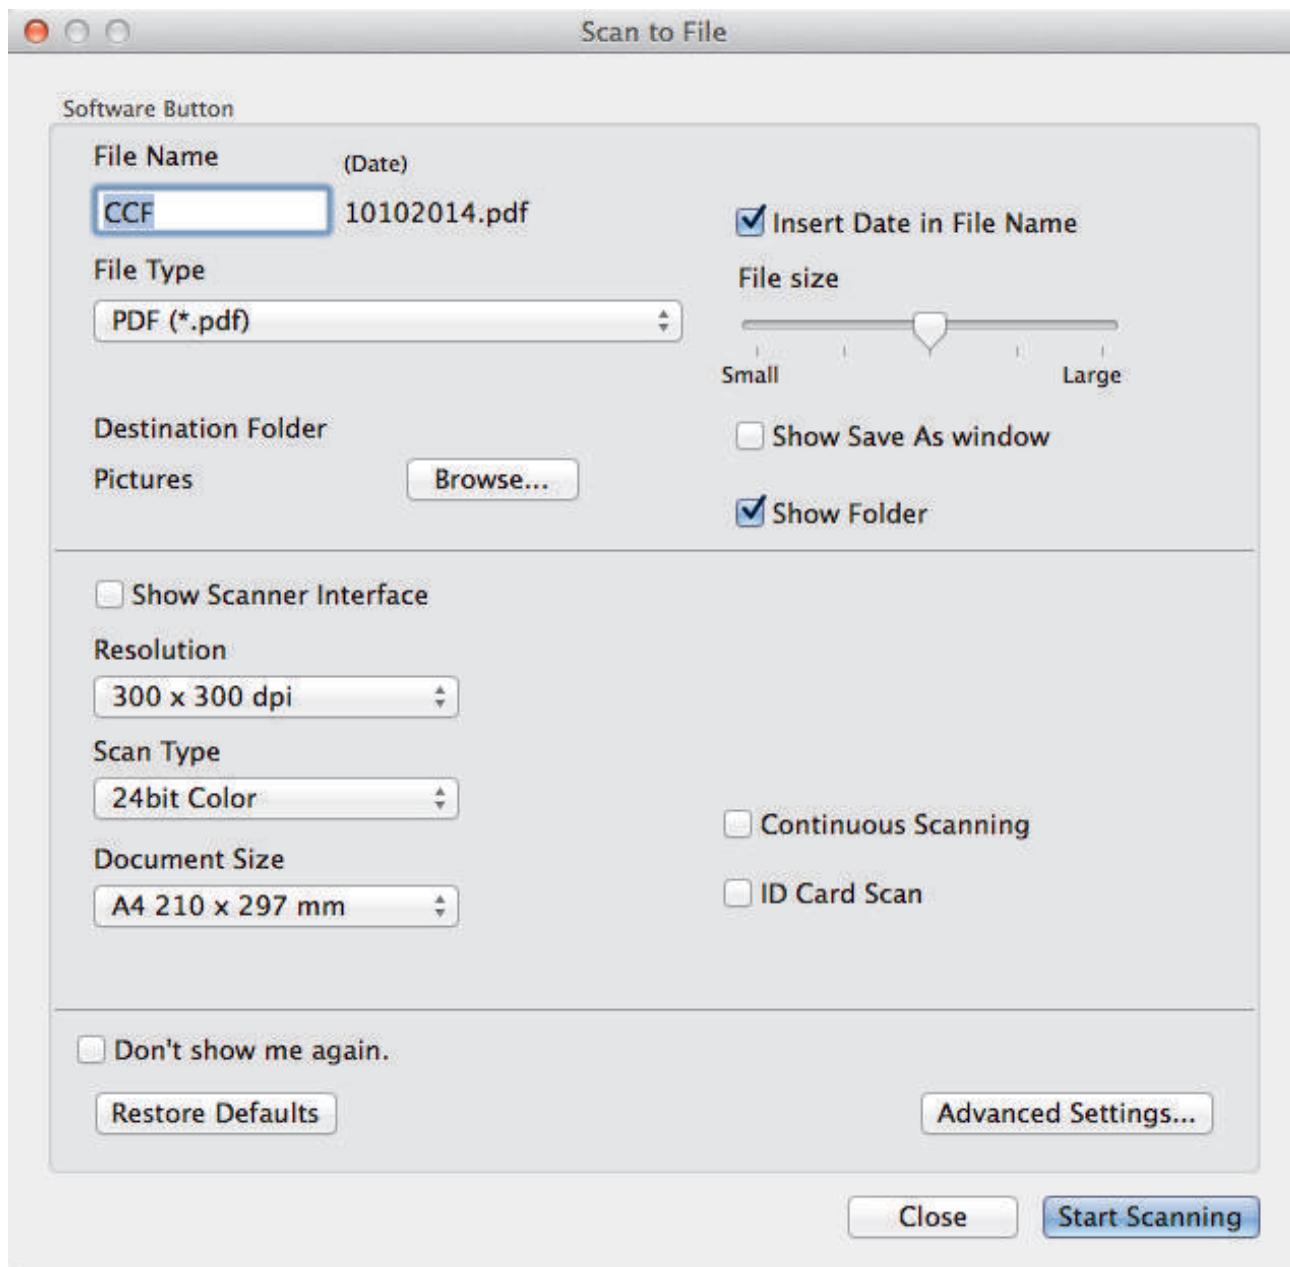 Scan to File
Software Button
File Name (Date)
CCF 10102014.pdf
Insert Date in File Name
File Type
File size
PDF (*.pdf)
Small Large
Destination Folder
Show Save As window
Pictures Browse...
Show Folder
Show Scanner Interface
Resolution
300 x 300 dpi
Scan Type
24bit Color
Continuous Scanning
Document Size
ID Card Scan
A4 210 x 297 mm
Don't show me again.
Restore Defaults Advanced Settings...
Close Start Scanning